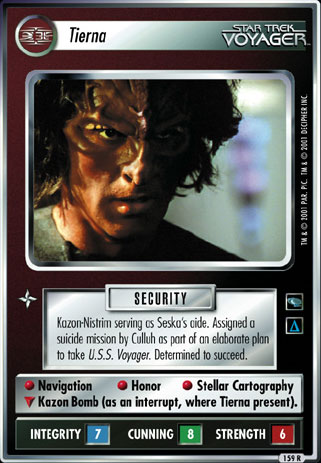 Tierna
STAR TREK
VOYAGER
TM & © 2001 PAR. P.C. TM & © 2001 DECIPHER INC.
SECURITY
Kazon-Nistrim serving as Seska's aide. Assigned a
suicide mission by Culluh as part of an elaborate plan
to take U.S.S. Voyager. Determined to succeed.
Navigation Honor Stellar Cartography
Kazon Bomb (as an interrupt, where Tierna present).
INTEGRITY 7 CUNNING 8 STRENGTH 6
159 R